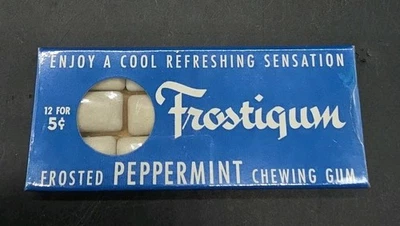 ENJOY A COOL REFRESHING SENSATION
12 FOR
5¢
Frostigum
FROSTED PEPPERMINT CHEWING GUM